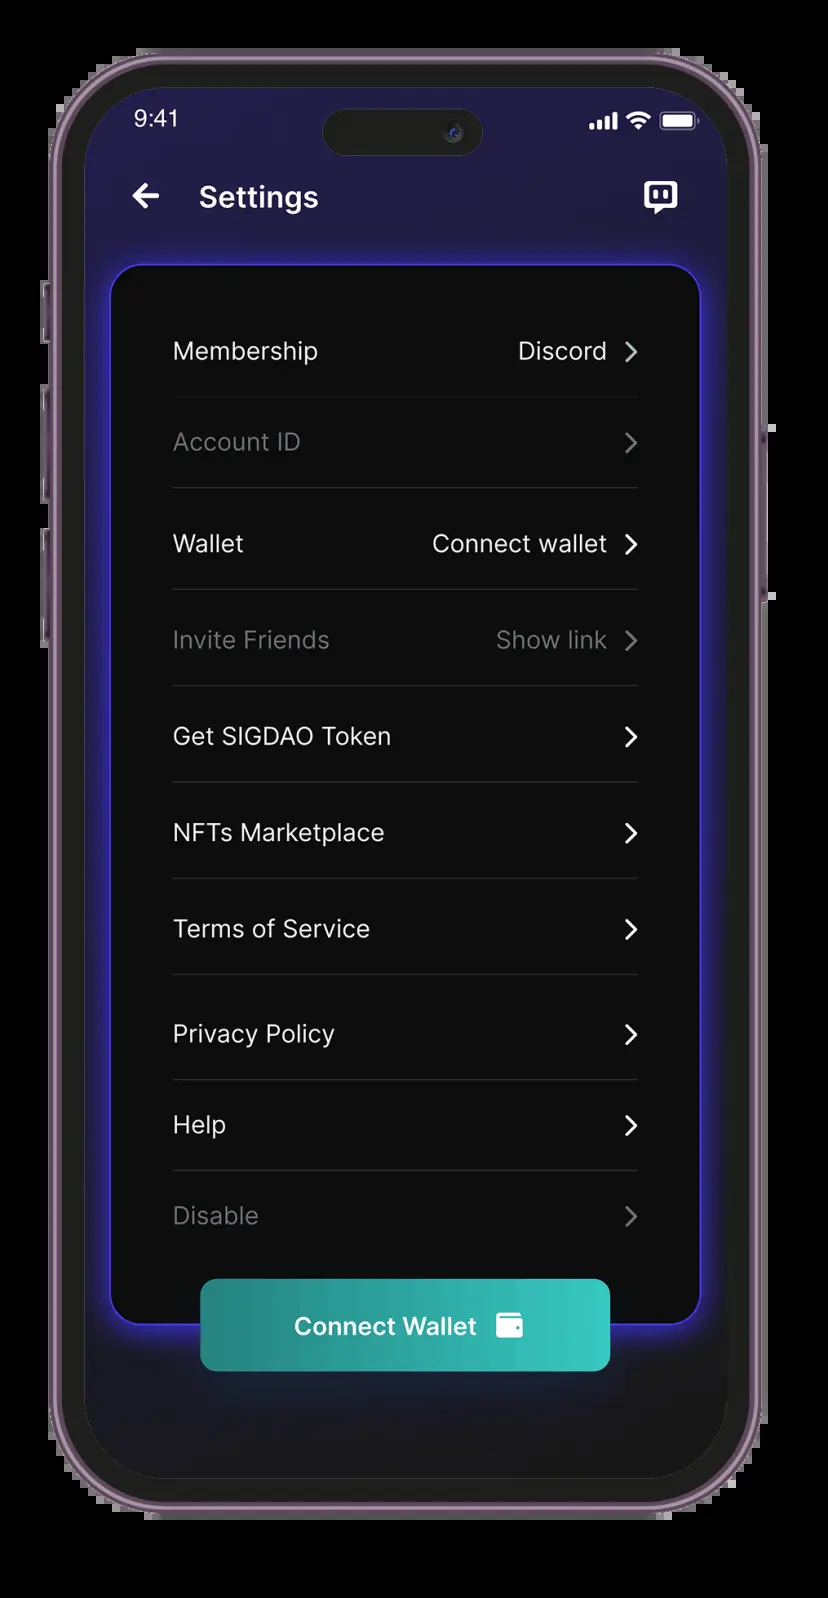 9:41
Settings
Membership Discord
Account ID
Wallet Connect wallet
Invite Friends Show link
Get SIGDAO Token
NFTs Marketplace
Terms of Service
Privacy Policy
Help
Disable
Connect Wallet